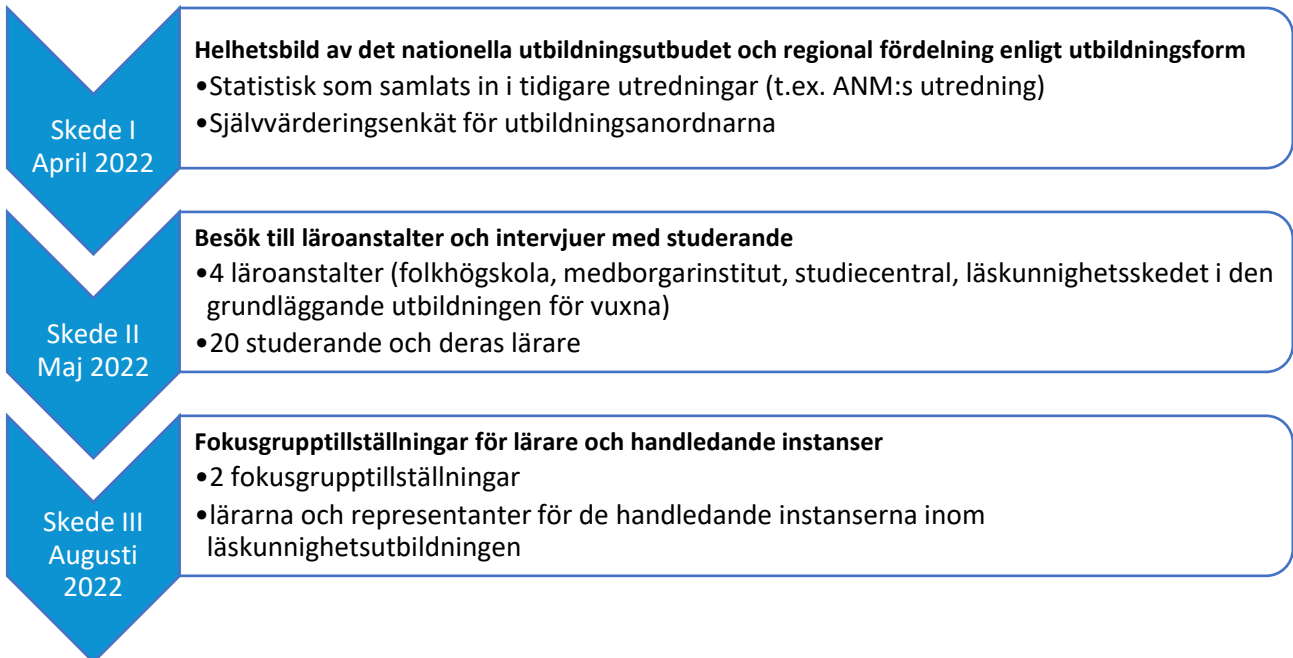 Skede I
April 2022
Helhetsbild av det nationella utbildningsutbudet och regional fördelning enligt utbildningsform
•Statistisk som samlats in i tidigare utredningar (t.ex. ANM:s utredning)
•Självvärderingsenkät för utbildningsanordnarna
Skede II
Maj 2022
Besök till läroanstalter och intervjuer med studerande
•4 läroanstalter (folkhögskola, medborgarinstitut, studiecentral, läskunnighetsskedet i den
grundläggande utbildningen för vuxna)
•20 studerande och deras lärare
Skede III
Augusti
2022
Fokusgrupptillställningar för lärare och handledande instanser
•2 fokusgrupptillställningar
•lärarna och representanter för de handledande instanserna inom
läskunnighetsutbildningen